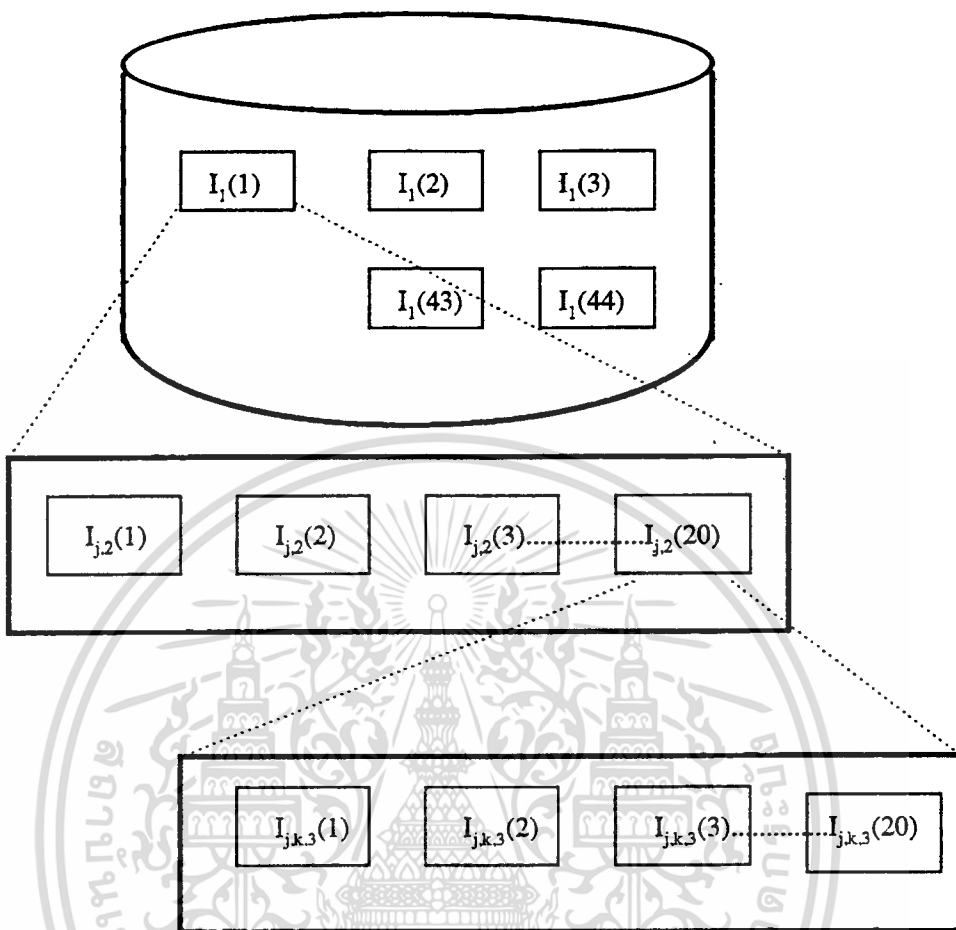 I₁(1) I₁(2) I₁(3)
I₁(43) I₁(44)
Iⱼ,₂(1) Iⱼ,₂(2) Iⱼ,₂(3)....................Iⱼ,₂(20)
Iⱼ.ₖ.₃(1) Iⱼ.ₖ.₃(2) Iⱼ.ₖ.₃(3)....................Iⱼ.ₖ.₃(20)